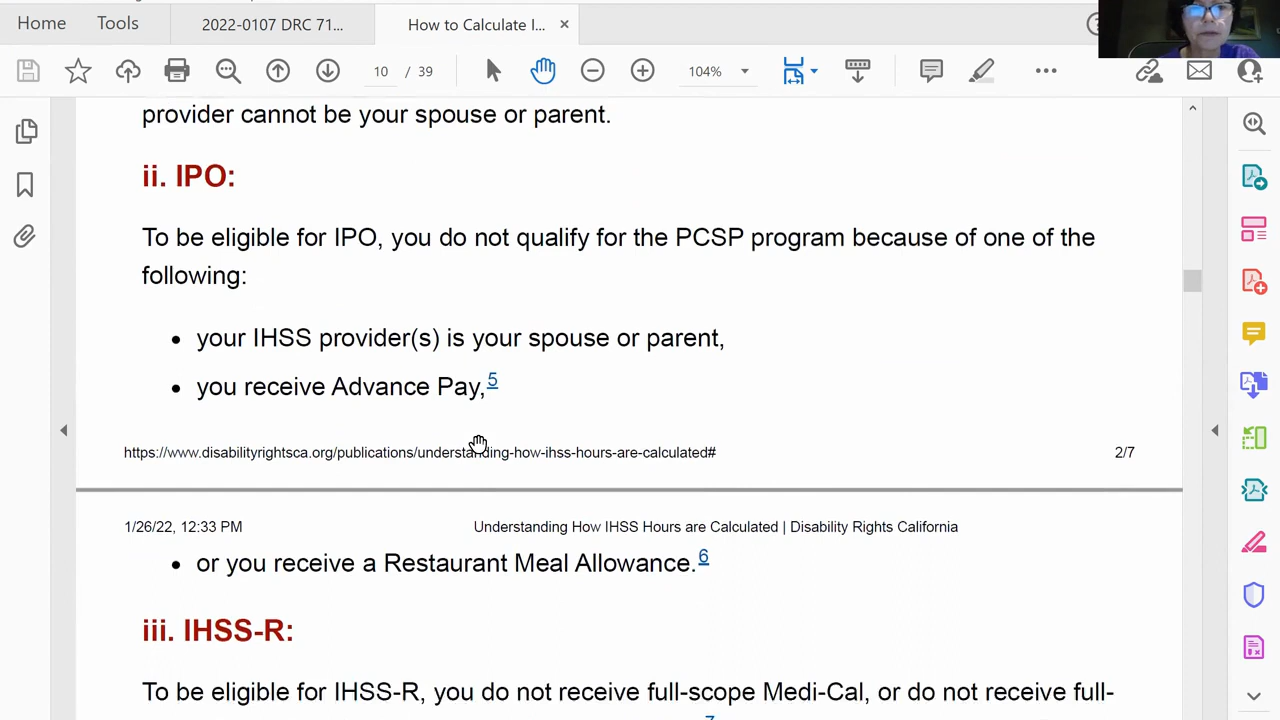 Home
Tools
2022-0107 DRC 71...
How to Calculate I...
10 / 39
104%
provider cannot be your spouse or parent.
ii. IPO:
To be eligible for IPO, you do not qualify for the PCSP program because of one of the
following:
• your IHSS provider(s) is your spouse or parent,
• you receive Advance Pay,5
https://www.disabilityrightsca.org/publications/understanding-how-ihss-hours-are-calculated#
2/7
1/26/22, 12:33 PM
Understanding How IHSS Hours are Calculated | Disability Rights California
• or you receive a Restaurant Meal Allowance.6
iii. IHSS-R:
To be eligible for IHSS-R, you do not receive full-scope Medi-Cal, or do not receive full-